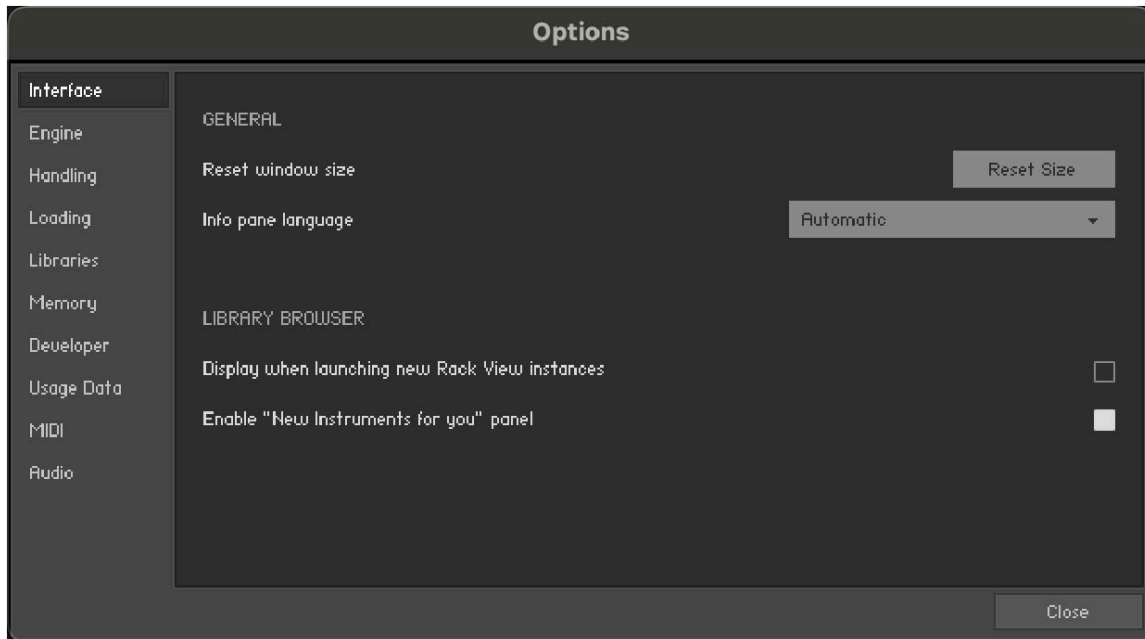 Options
Interface
Engine
Handling
Loading
Libraries
Memory
Developer
Usage Data
MIDI
Audio
GENERAL
Reset window size
Reset Size
Info pane language
Automatic
LIBRARY BROWSER
Display when launching new Rack View instances
Enable "New Instruments for you" panel
Close